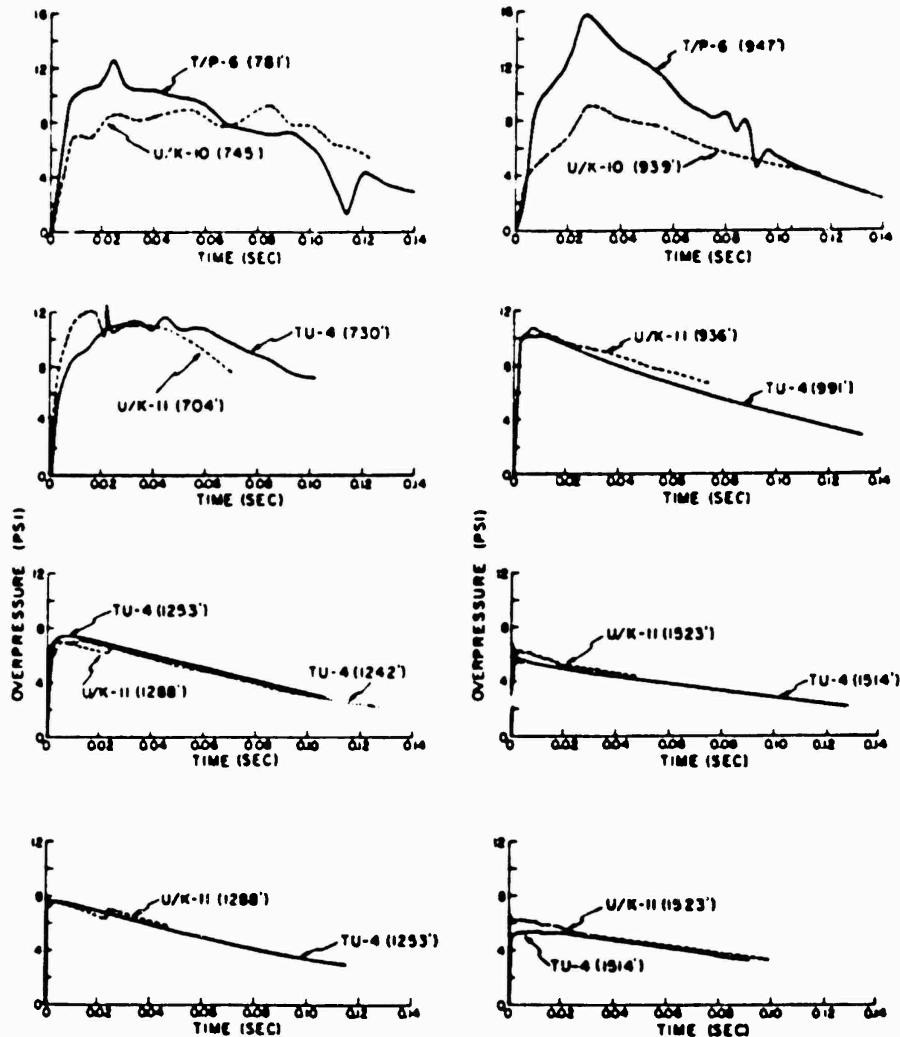 16
12
8
4
0
T/P-6 (781')
U/K-10 (745)
0 0.02 0.04 0.06 0.08 0.10 0.12 0.14
TIME (SEC)
16
12
8
4
0
T/P-6 (947')
U/K-10 (939')
0 0.02 0.04 0.06 0.08 0.10 0.12 0.14
TIME (SEC)
12
8
4
0
TU-4 (730')
U/K-11 (704')
0 0.02 0.04 0.06 0.08 0.10 0.12 0.14
TIME (SEC)
12
8
4
0
U/K-11 (936')
TU-4 (991')
0 0.02 0.04 0.06 0.08 0.10 0.12 0.14
TIME (SEC)
OVERPRESSURE (PSI)
12
8
4
0
TU-4 (1253')
U/K-11 (1288')
TU-4 (1242')
0 0.02 0.04 0.06 0.08 0.10 0.12 0.14
TIME (SEC)
OVERPRESSURE (PSI)
12
8
4
0
U/K-11 (1523')
TU-4 (1514')
0 0.02 0.04 0.06 0.08 0.10 0.12 0.14
TIME (SEC)
12
8
4
0
U/K-11 (1288')
TU-4 (1253')
0 0.02 0.04 0.06 0.08 0.10 0.12 0.14
TIME (SEC)
12
8
4
0
U/K-11 (1523')
TU-4 (1514')
0 0.02 0.04 0.06 0.08 0.10 0.12 0.14
TIME (SEC)